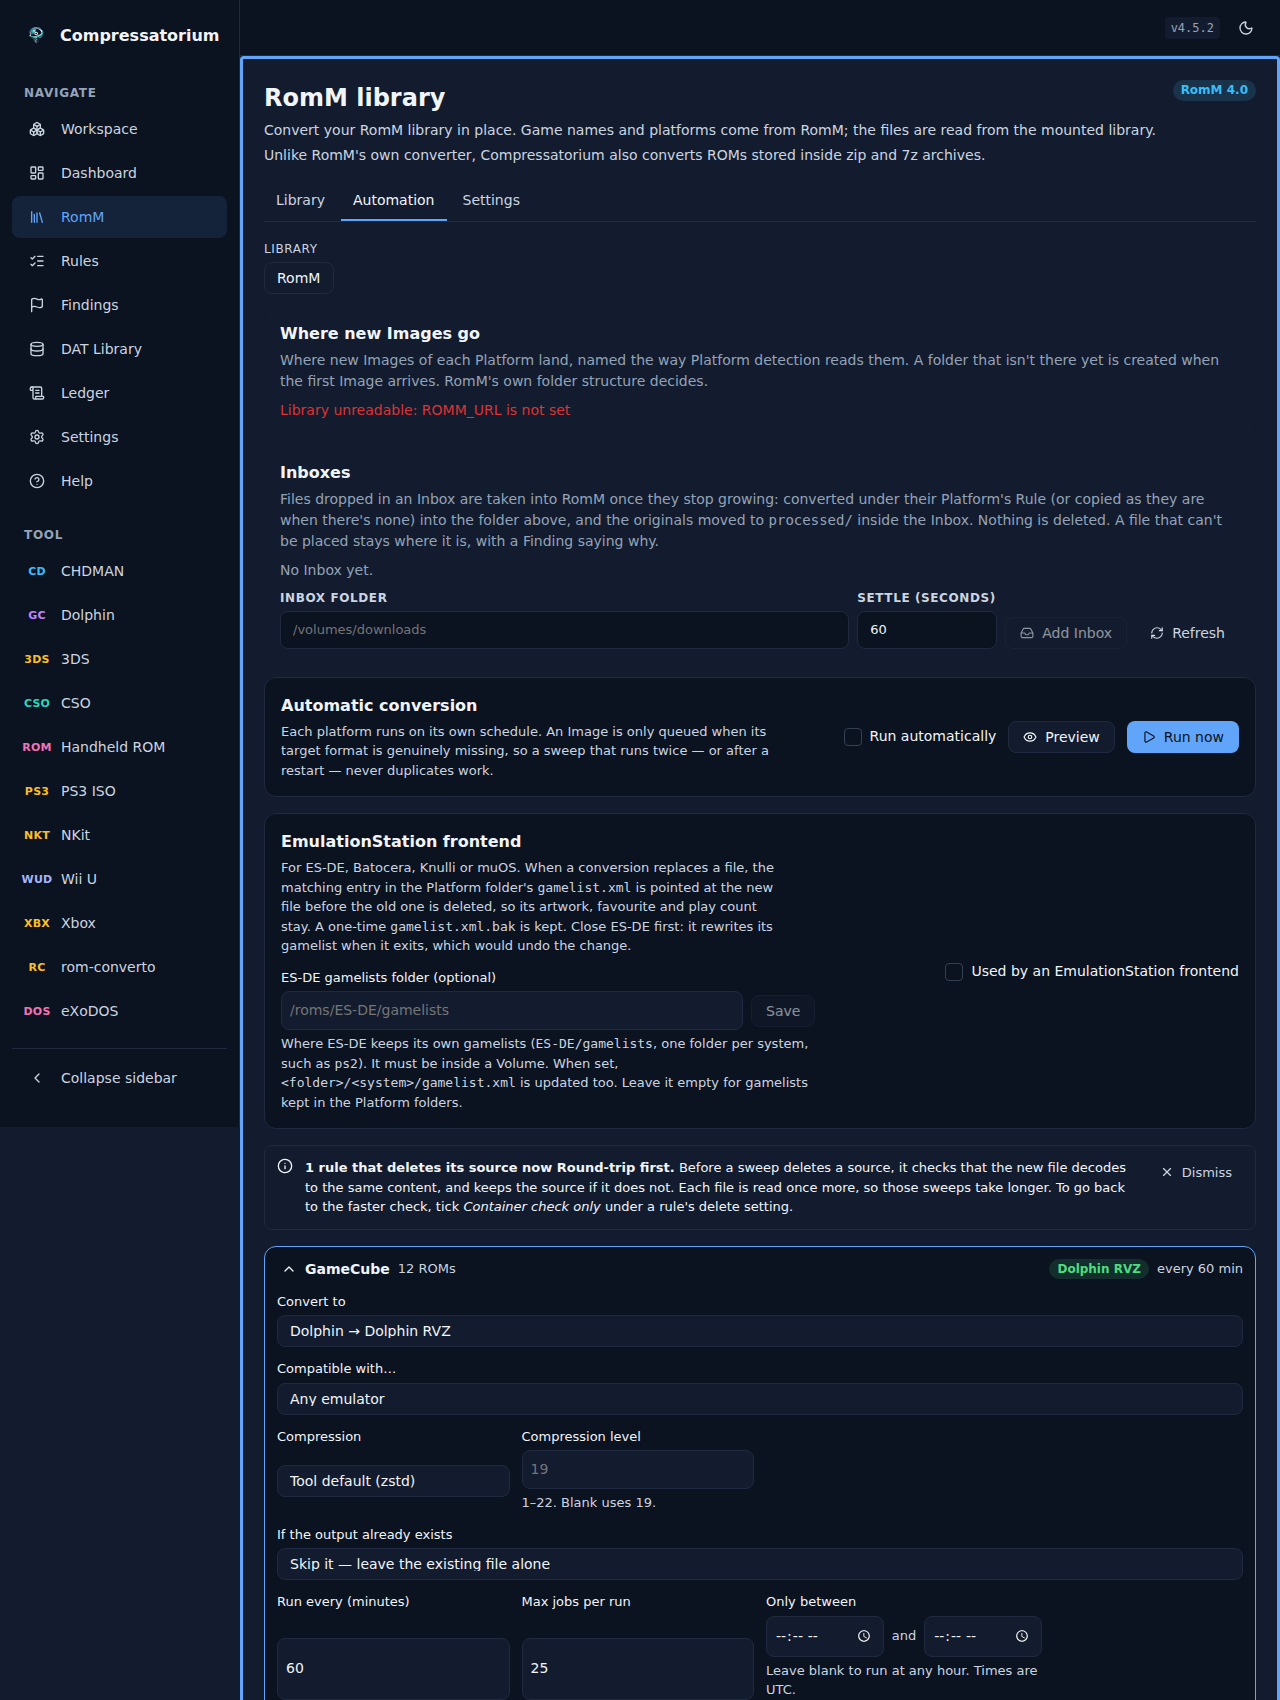 Compressatorium
v4.5.2
NAVIGATE
Workspace
Dashboard
RomM
Rules
Findings
DAT Library
Ledger
Settings
Help
TOOL
CD CHDMAN
GC Dolphin
3DS 3DS
CSO CSO
ROM Handheld ROM
PS3 PS3 ISO
NKT NKit
WUD Wii U
XBX Xbox
RC rom-converto
DOS eXoDOS
Collapse sidebar
RomM library
RomM 4.0
Convert your RomM library in place. Game names and platforms come from RomM; the files are read from the mounted library.
Unlike RomM's own converter, Compressatorium also converts ROMs stored inside zip and 7z archives.
Library Automation Settings
LIBRARY
RomM
Where new Images go
Where new Images of each Platform land, named the way Platform detection reads them. A folder that isn't there yet is created when
the first Image arrives. RomM's own folder structure decides.
Library unreadable: ROMM_URL is not set
Inboxes
Files dropped in an Inbox are taken into RomM once they stop growing: converted under their Platform's Rule (or copied as they are
when there's none) into the folder above, and the originals moved to processed/ inside the Inbox. Nothing is deleted. A file that can't
be placed stays where it is, with a Finding saying why.
No Inbox yet.
INBOX FOLDER SETTLE (SECONDS)
/volumes/downloads 60 Add Inbox Refresh
Automatic conversion
Each platform runs on its own schedule. An Image is only queued when its
target format is genuinely missing, so a sweep that runs twice — or after a
restart — never duplicates work.
Run automatically Preview Run now
EmulationStation frontend
For ES-DE, Batocera, Knulli or muOS. When a conversion replaces a file, the
matching entry in the Platform folder's gamelist.xml is pointed at the new
file before the old one is deleted, so its artwork, favourite and play count
stay. A one-time gamelist.xml.bak is kept. Close ES-DE first: it rewrites its
gamelist when it exits, which would undo the change.
ES-DE gamelists folder (optional)
/roms/ES-DE/gamelists Save
Where ES-DE keeps its own gamelists (ES-DE/gamelists, one folder per system,
such as ps2). It must be inside a Volume. When set,
<folder>/<system>/gamelist.xml is updated too. Leave it empty for gamelists
kept in the Platform folders.
Used by an EmulationStation frontend
1 rule that deletes its source now Round-trip first. Before a sweep deletes a source, it checks that the new file decodes
to the same content, and keeps the source if it does not. Each file is read once more, so those sweeps take longer. To go back
to the faster check, tick Container check only under a rule's delete setting.
Dismiss
GameCube 12 ROMs Dolphin RVZ every 60 min
Convert to
Dolphin → Dolphin RVZ
Compatible with…
Any emulator
Compression Compression level
Tool default (zstd) 19
1–22. Blank uses 19.
If the output already exists
Skip it — leave the existing file alone
Run every (minutes) Max jobs per run Only between
60 25 --:-- -- and --:-- --
Leave blank to run at any hour. Times are
UTC.